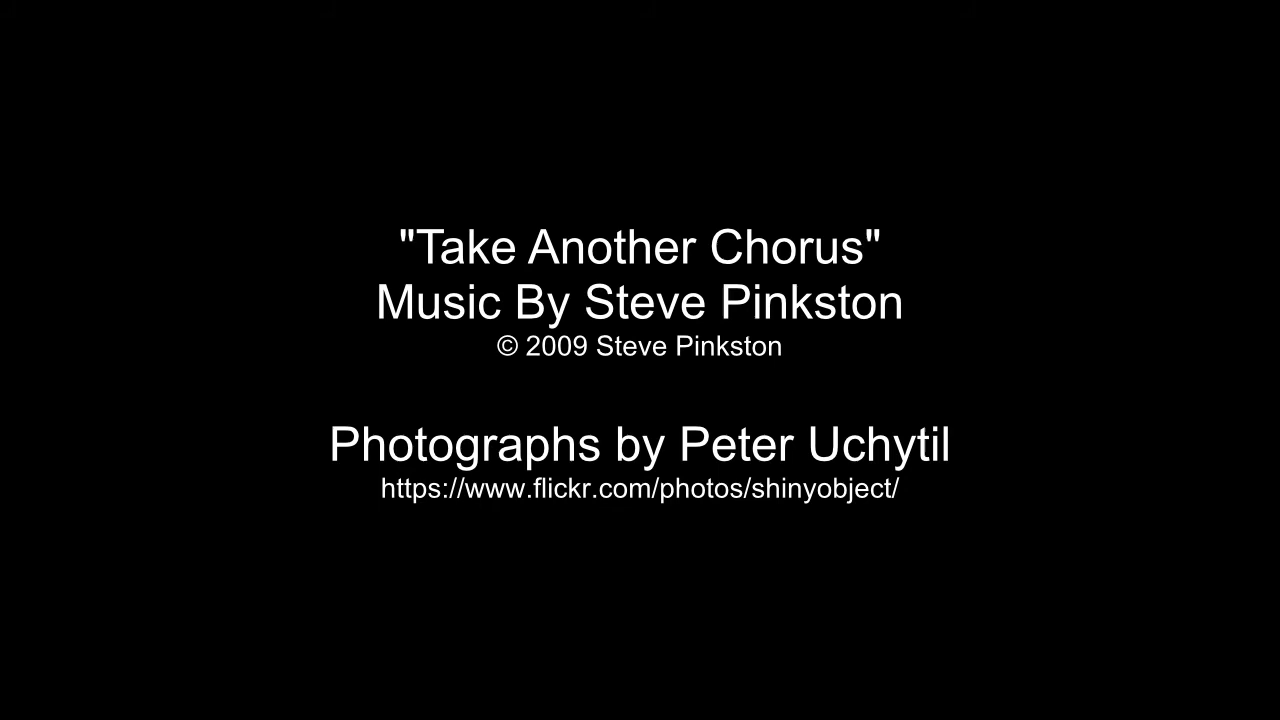 "Take Another Chorus"
Music By Steve Pinkston
© 2009 Steve Pinkston
Photographs by Peter Uchytil
https://www.flickr.com/photos/shinyobject/